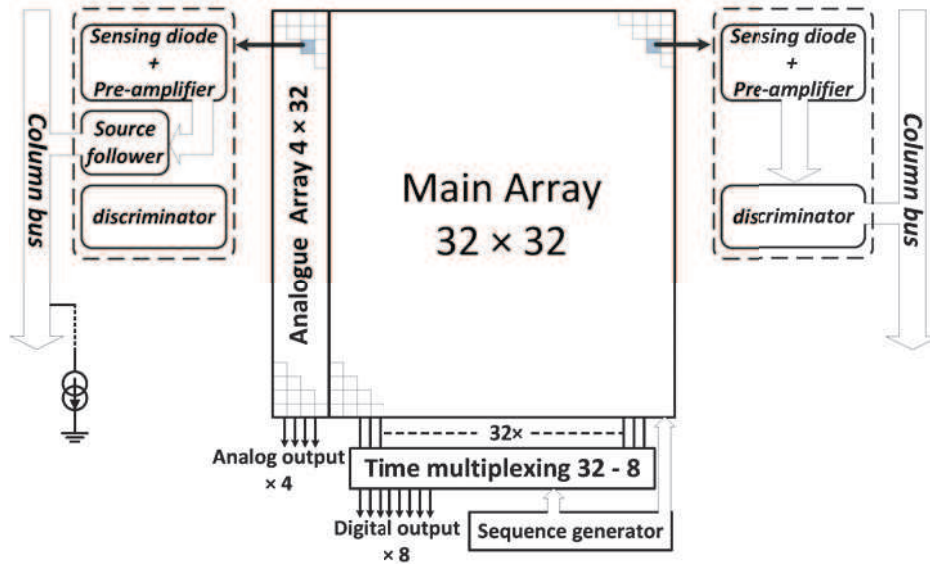 Sensing diode
+
Pre-amplifier
Source
follower
discriminator
Column bus
Analogue Array 4 × 32
Main Array
32 × 32
Sensing diode
+
Pre-amplifier
discriminator
Column bus
32×
Analog output
× 4
Time multiplexing 32 - 8
Digital output
× 8
Sequence generator